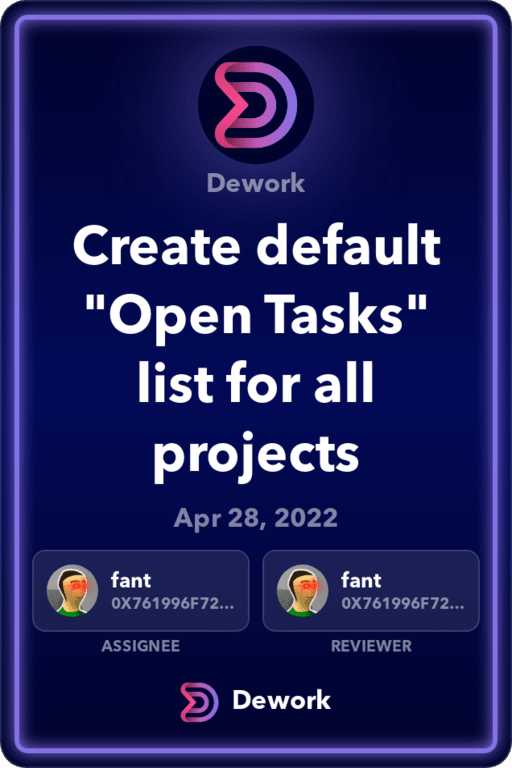 Dework
Create default
"Open Tasks"
list for all
projects
Apr 28, 2022
fant
0X761996F72...
ASSIGNEE
fant
0X761996F72...
REVIEWER
Dework